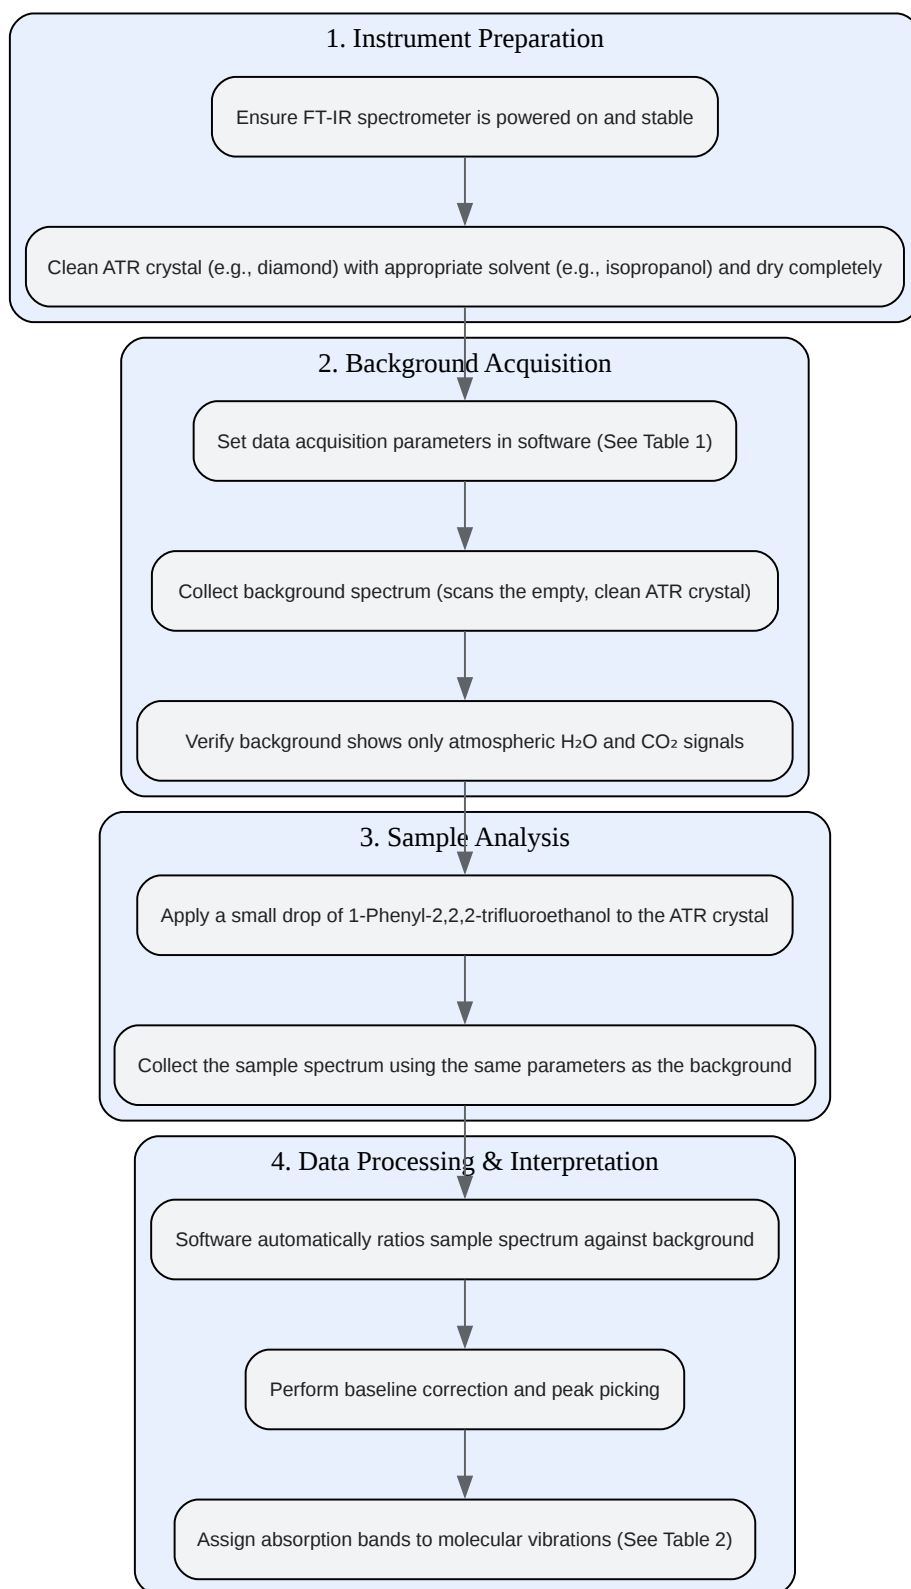 1. Instrument Preparation
Ensure FT-IR spectrometer is powered on and stable
Clean ATR crystal (e.g., diamond) with appropriate solvent (e.g., isopropanol) and dry completely
2. Background Acquisition
Set data acquisition parameters in software (See Table 1)
Collect background spectrum (scans the empty, clean ATR crystal)
Verify background shows only atmospheric H₂O and CO₂ signals
3. Sample Analysis
Apply a small drop of 1-Phenyl-2,2,2-trifluoroethanol to the ATR crystal
Collect the sample spectrum using the same parameters as the background
4. Data Processing & Interpretation
Software automatically ratios sample spectrum against background
Perform baseline correction and peak picking
Assign absorption bands to molecular vibrations (See Table 2)